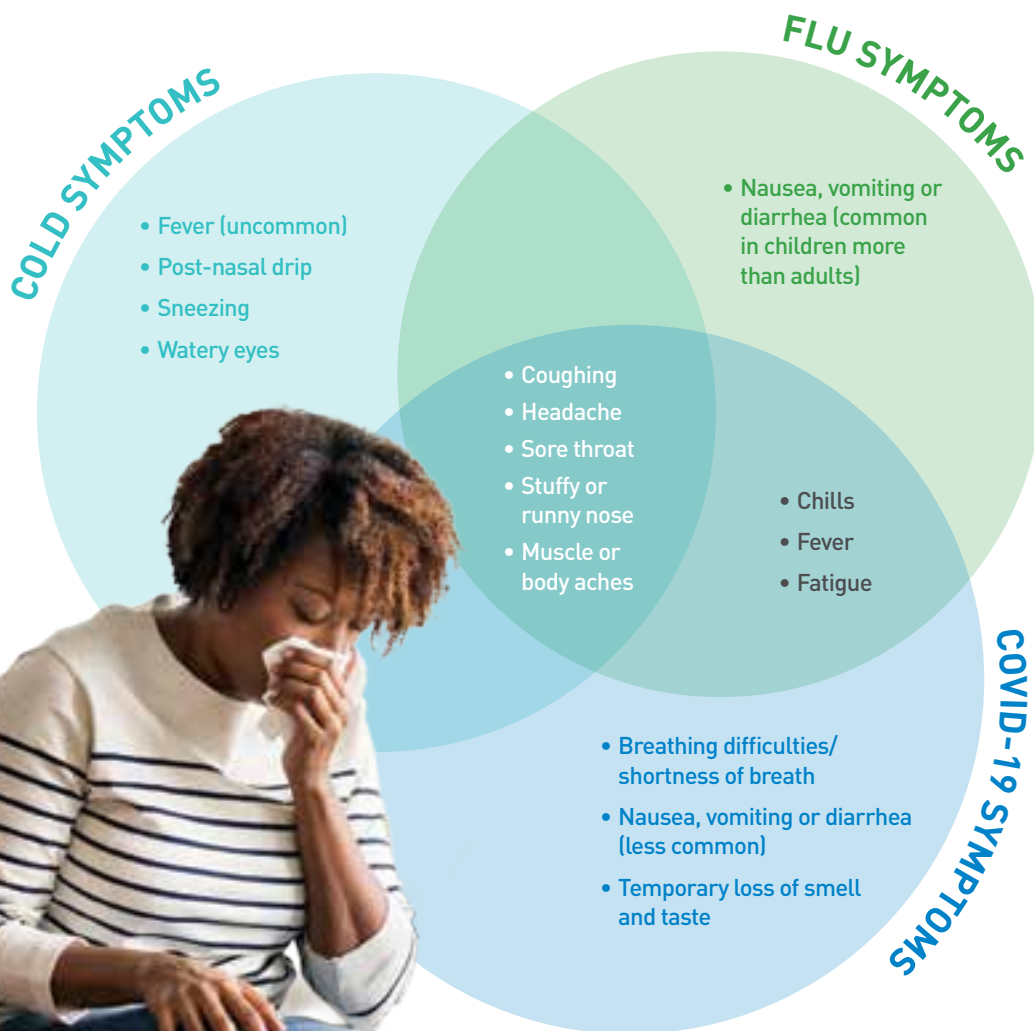 COLD SYMPTOMS
• Fever (uncommon)
• Post-nasal drip
• Sneezing
• Watery eyes
FLU SYMPTOMS
• Nausea, vomiting or
diarrhea (common
in children more
than adults)
• Coughing
• Headache
• Sore throat
• Stuffy or
runny nose
• Muscle or
body aches
• Chills
• Fever
• Fatigue
COVID-19 SYMPTOMS
• Breathing difficulties/
shortness of breath
• Nausea, vomiting or diarrhea
(less common)
• Temporary loss of smell
and taste